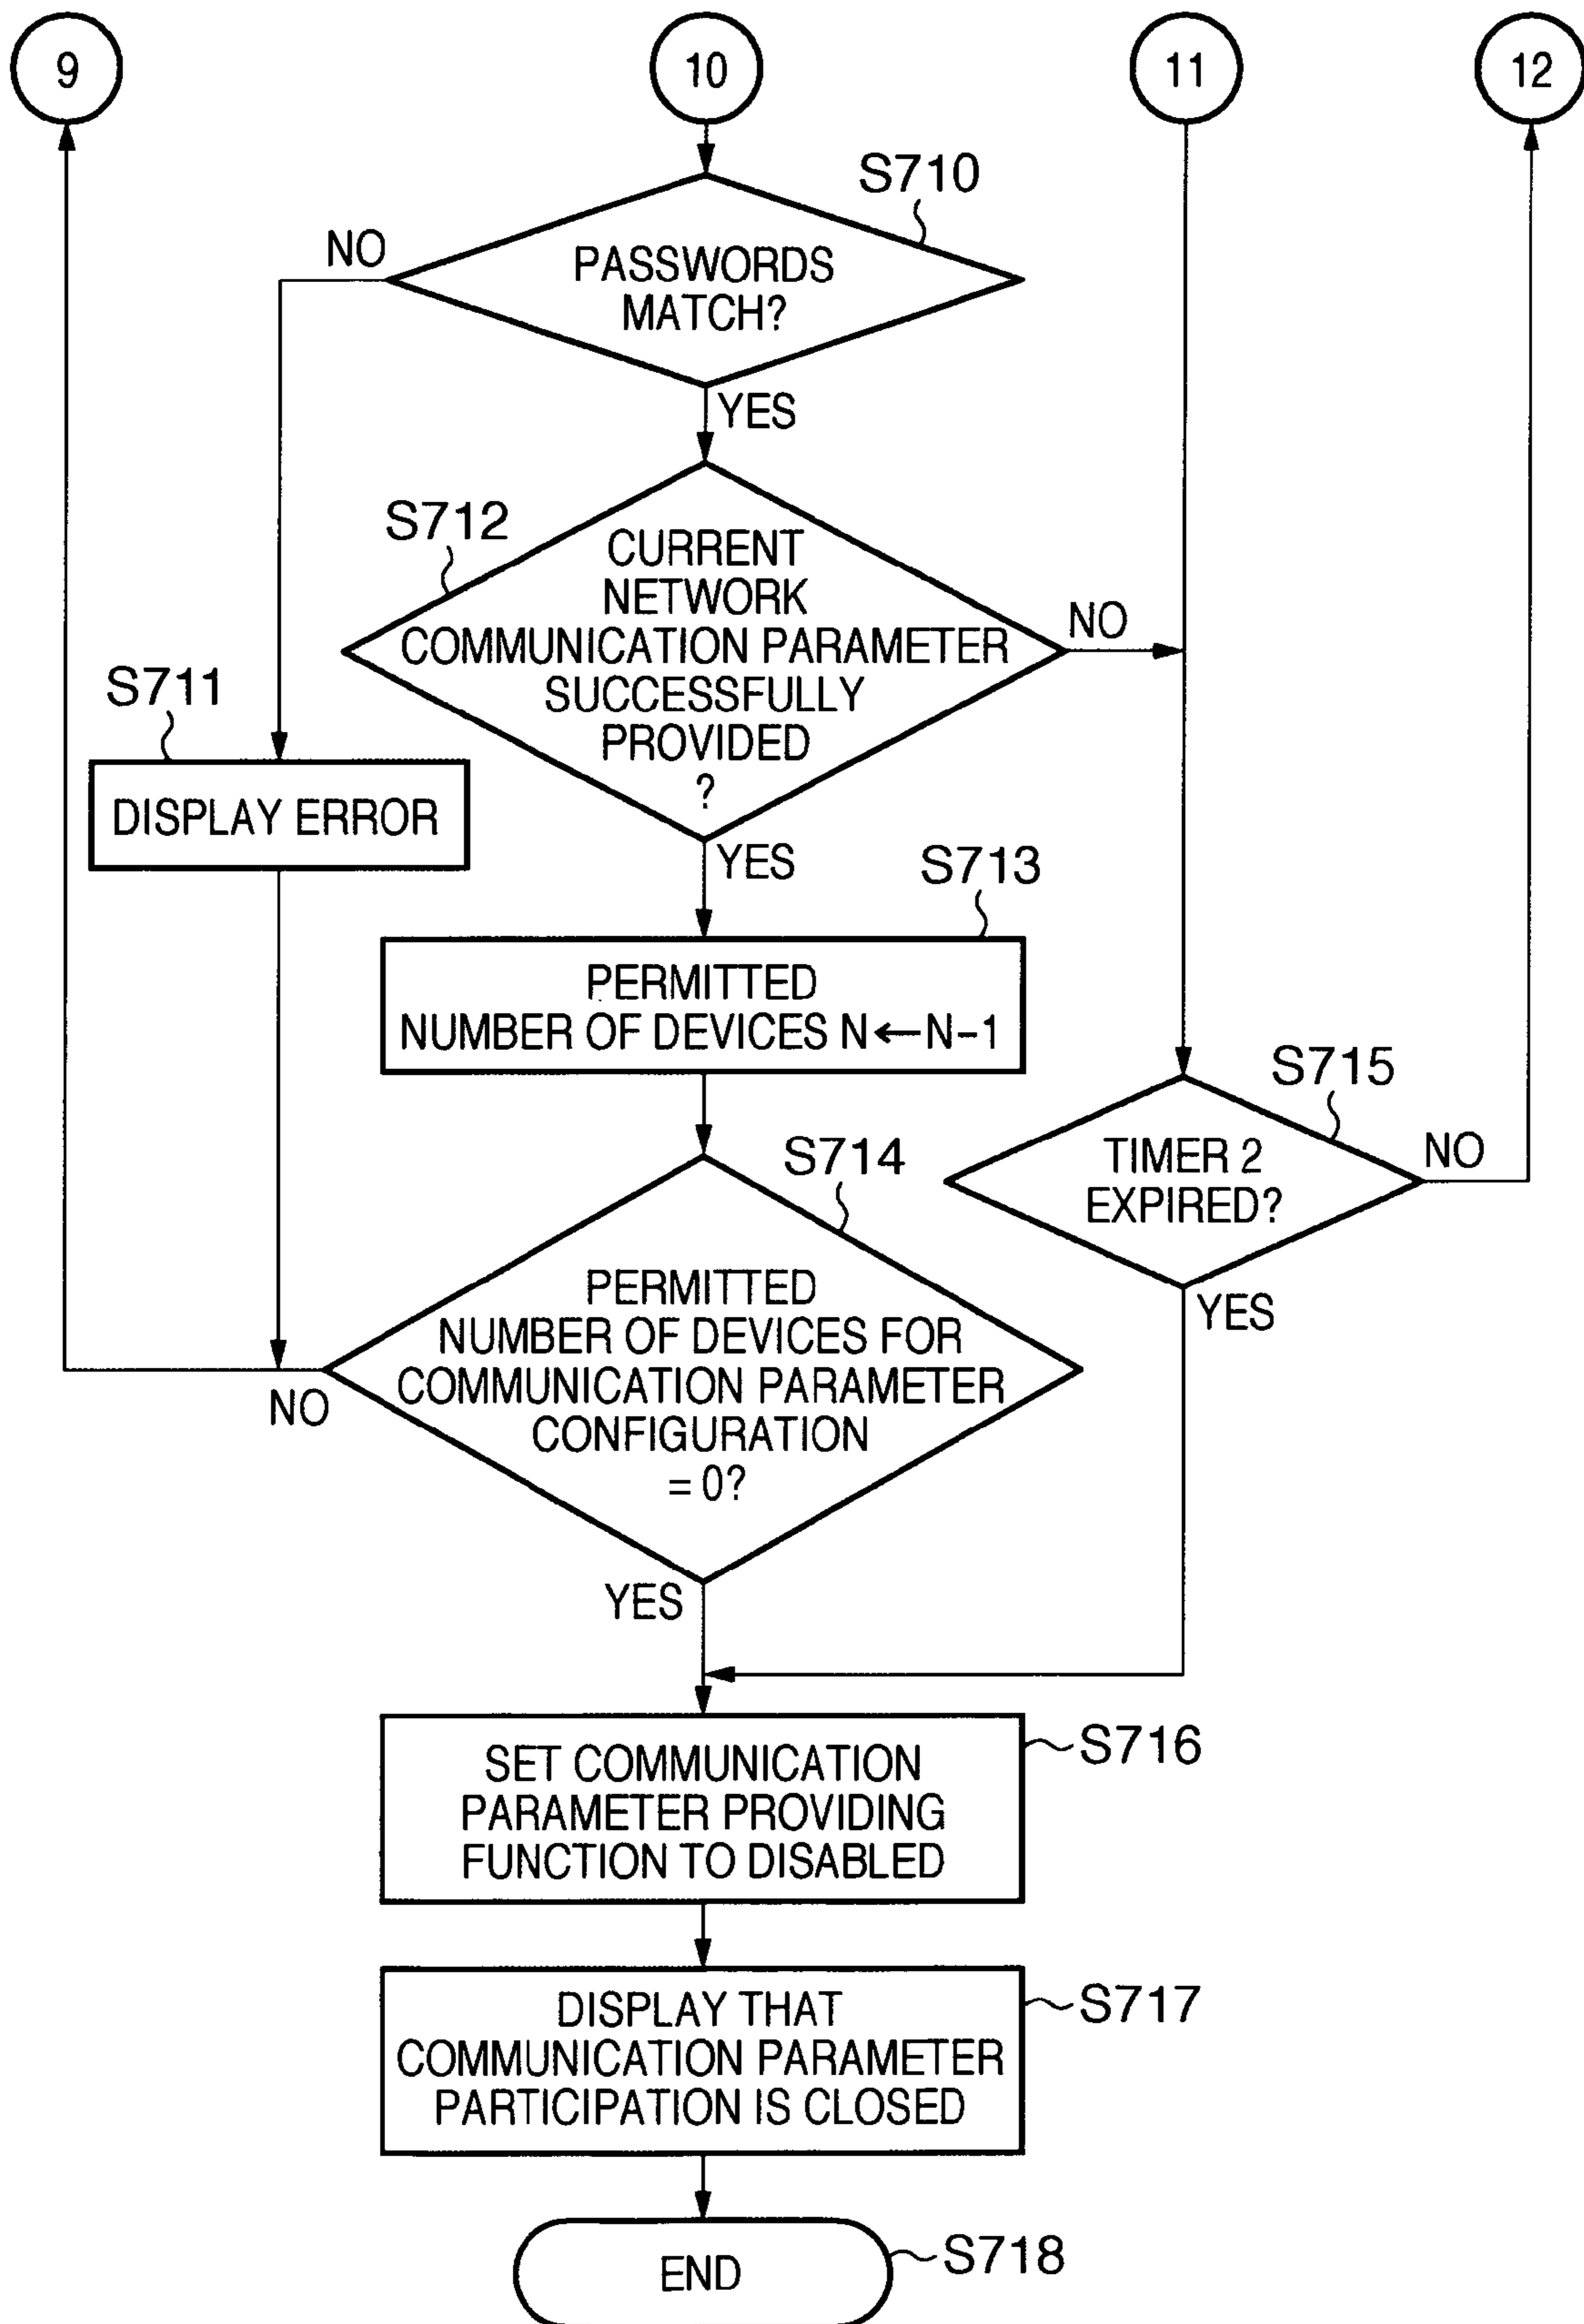 9
10
11
12
S710
NO
PASSWORDS
MATCH?
YES
S712
CURRENT
NETWORK
COMMUNICATION PARAMETER
SUCCESSFULLY
PROVIDED
?
NO
S711
DISPLAY ERROR
YES
S713
PERMITTED
NUMBER OF DEVICES N←N-1
S715
TIMER 2
EXPIRED?
NO
YES
S714
PERMITTED
NUMBER OF DEVICES FOR
COMMUNICATION PARAMETER
CONFIGURATION
= 0?
NO
YES
SET COMMUNICATION
PARAMETER PROVIDING
FUNCTION TO DISABLED
S716
DISPLAY THAT
COMMUNICATION PARAMETER
PARTICIPATION IS CLOSED
S717
END
S718